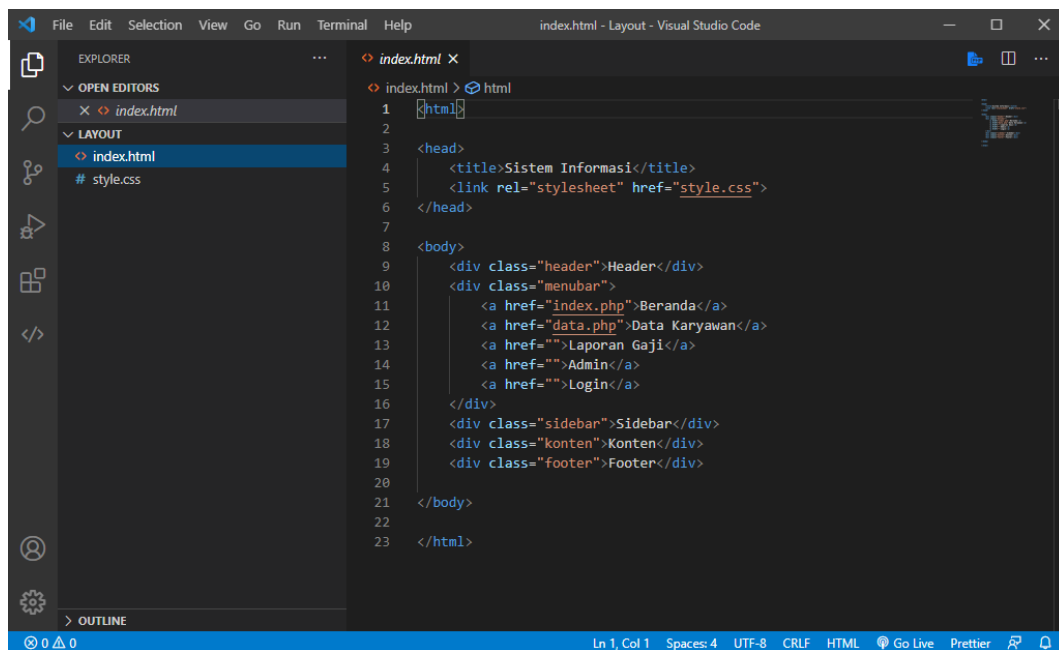 File Edit Selection View Go Run Terminal Help index.html - Layout - Visual Studio Code
EXPLORER
OPEN EDITORS
index.html
LAYOUT
index.html
# style.css
OUTLINE
index.html
index.html > html
1 <html>
2
3 <head>
4     <title>Sistem Informasi</title>
5     <link rel="stylesheet" href="style.css">
6 </head>
7
8 <body>
9     <div class="header">Header</div>
10     <div class="menubar">
11         <a href="index.php">Beranda</a>
12         <a href="data.php">Data Karyawan</a>
13         <a href="">Laporan Gaji</a>
14         <a href="">Admin</a>
15         <a href="">Login</a>
16     </div>
17     <div class="sidebar">Sidebar</div>
18     <div class="konten">Konten</div>
19     <div class="footer">Footer</div>
20
21 </body>
22
23 </html>
0 0 Ln 1, Col 1 Spaces: 4 UTF-8 CRLF HTML Go Live Prettier